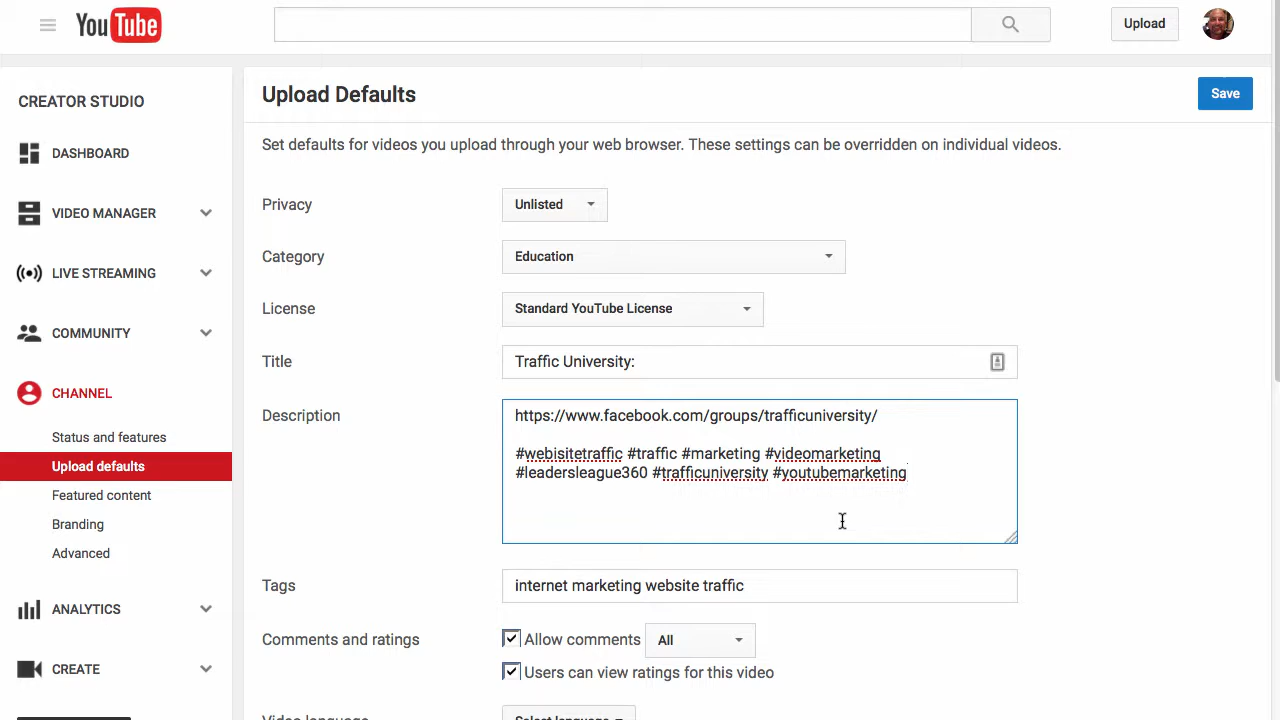 YouTube
Upload
CREATOR STUDIO
DASHBOARD
VIDEO MANAGER
LIVE STREAMING
COMMUNITY
CHANNEL
Status and features
Upload defaults
Featured content
Branding
Advanced
ANALYTICS
CREATE
Upload Defaults
Save
Set defaults for videos you upload through your web browser. These settings can be overridden on individual videos.
Privacy
Unlisted
Category
Education
License
Standard YouTube License
Title
Traffic University:
Description
https://www.facebook.com/groups/trafficuniversity/
#webisitetraffic #traffic #marketing #videomarketing
#leadersleague360 #trafficuniversity #youtubemarketing
Tags
internet marketing website traffic
Comments and ratings
Allow comments
All
Users can view ratings for this video
Video language
Select language